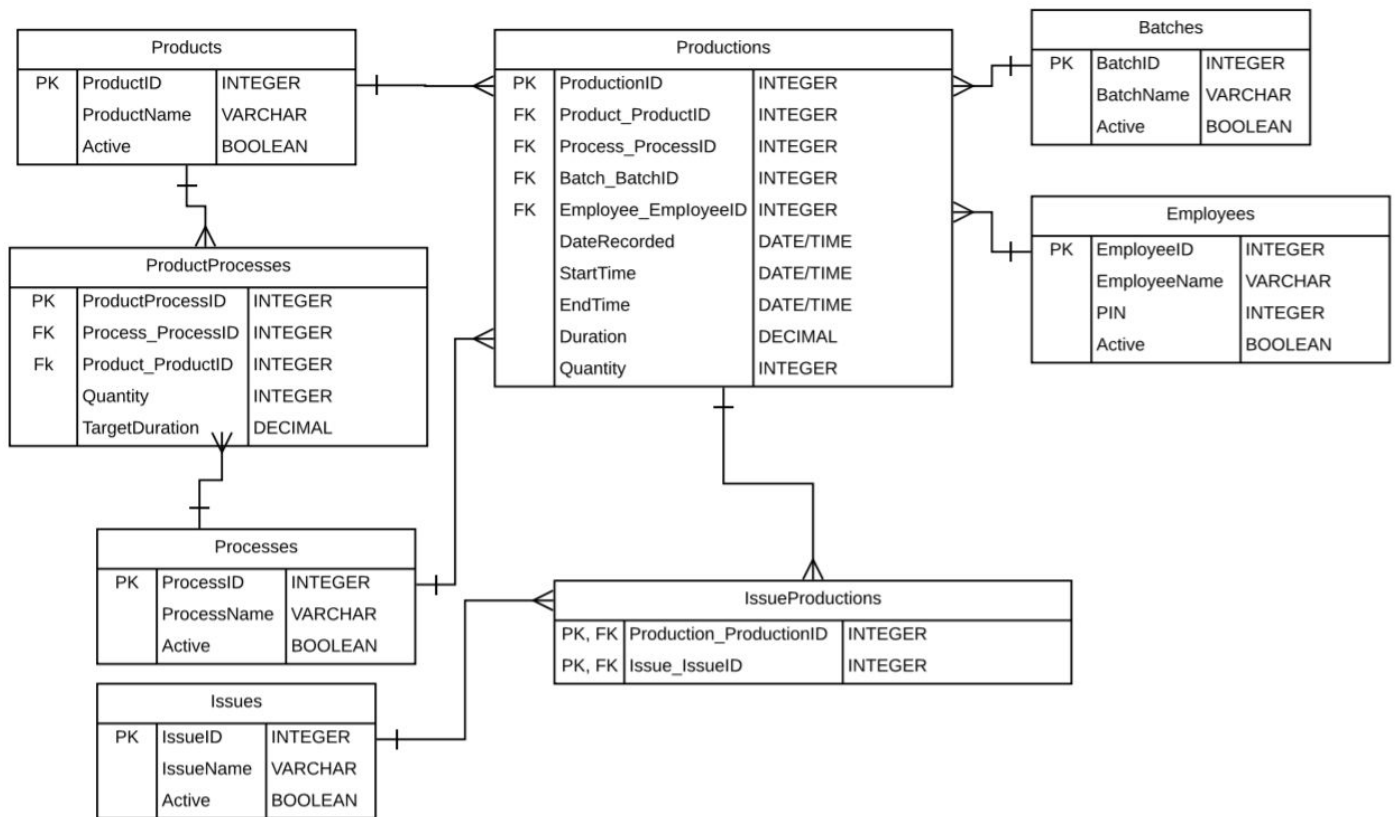 Products
PK ProductID INTEGER
ProductName VARCHAR
Active BOOLEAN
Productions
PK ProductionID INTEGER
FK Product_ProductID INTEGER
FK Process_ProcessID INTEGER
FK Batch_BatchID INTEGER
FK Employee_EmployeeID INTEGER
DateRecorded DATE/TIME
StartTime DATE/TIME
EndTime DATE/TIME
Duration DECIMAL
Quantity INTEGER
Batches
PK BatchID INTEGER
BatchName VARCHAR
Active BOOLEAN
Employees
PK EmployeeID INTEGER
EmployeeName VARCHAR
PIN INTEGER
Active BOOLEAN
ProductProcesses
PK ProductProcessID INTEGER
FK Process_ProcessID INTEGER
Fk Product_ProductID INTEGER
Quantity INTEGER
TargetDuration DECIMAL
Processes
PK ProcessID INTEGER
ProcessName VARCHAR
Active BOOLEAN
IssueProductions
PK, FK Production_ProductionID INTEGER
PK, FK Issue_IssueID INTEGER
Issues
PK IssueID INTEGER
IssueName VARCHAR
Active BOOLEAN